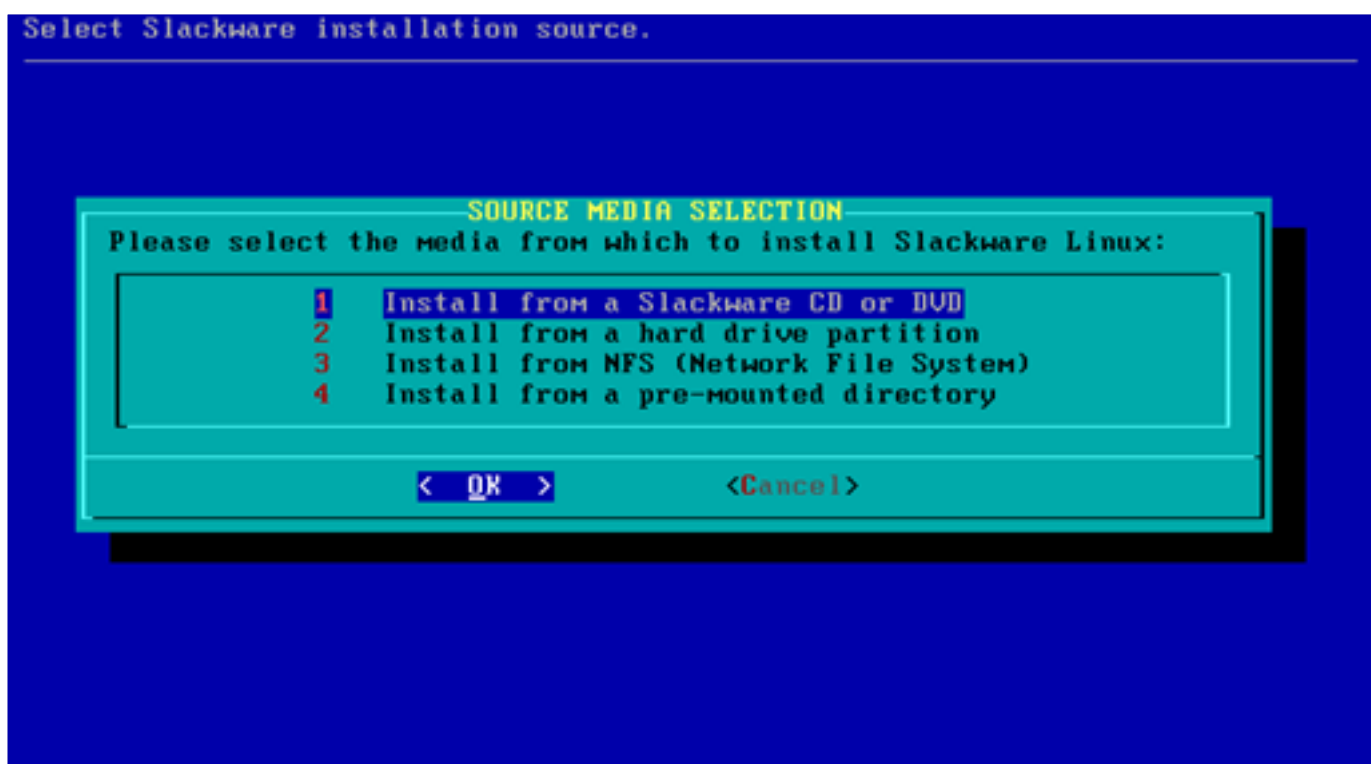 Select Slackware installation source.
SOURCE MEDIA SELECTION
Please select the media from which to install Slackware Linux:
1 Install from a Slackware CD or DVD
2 Install from a hard drive partition
3 Install from NFS (Network File System)
4 Install from a pre-mounted directory
< OK > <Cancel>